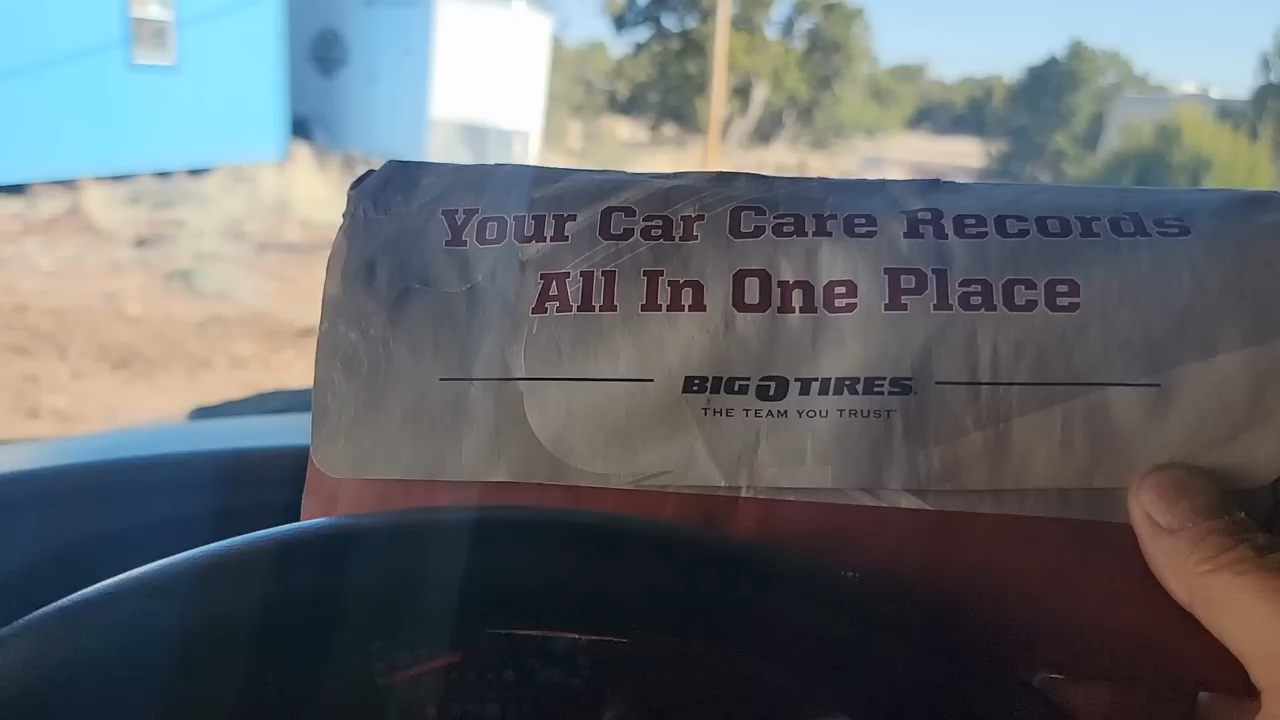 Your Car Care Records
All In One Place
BIG O TIRES
THE TEAM YOU TRUST